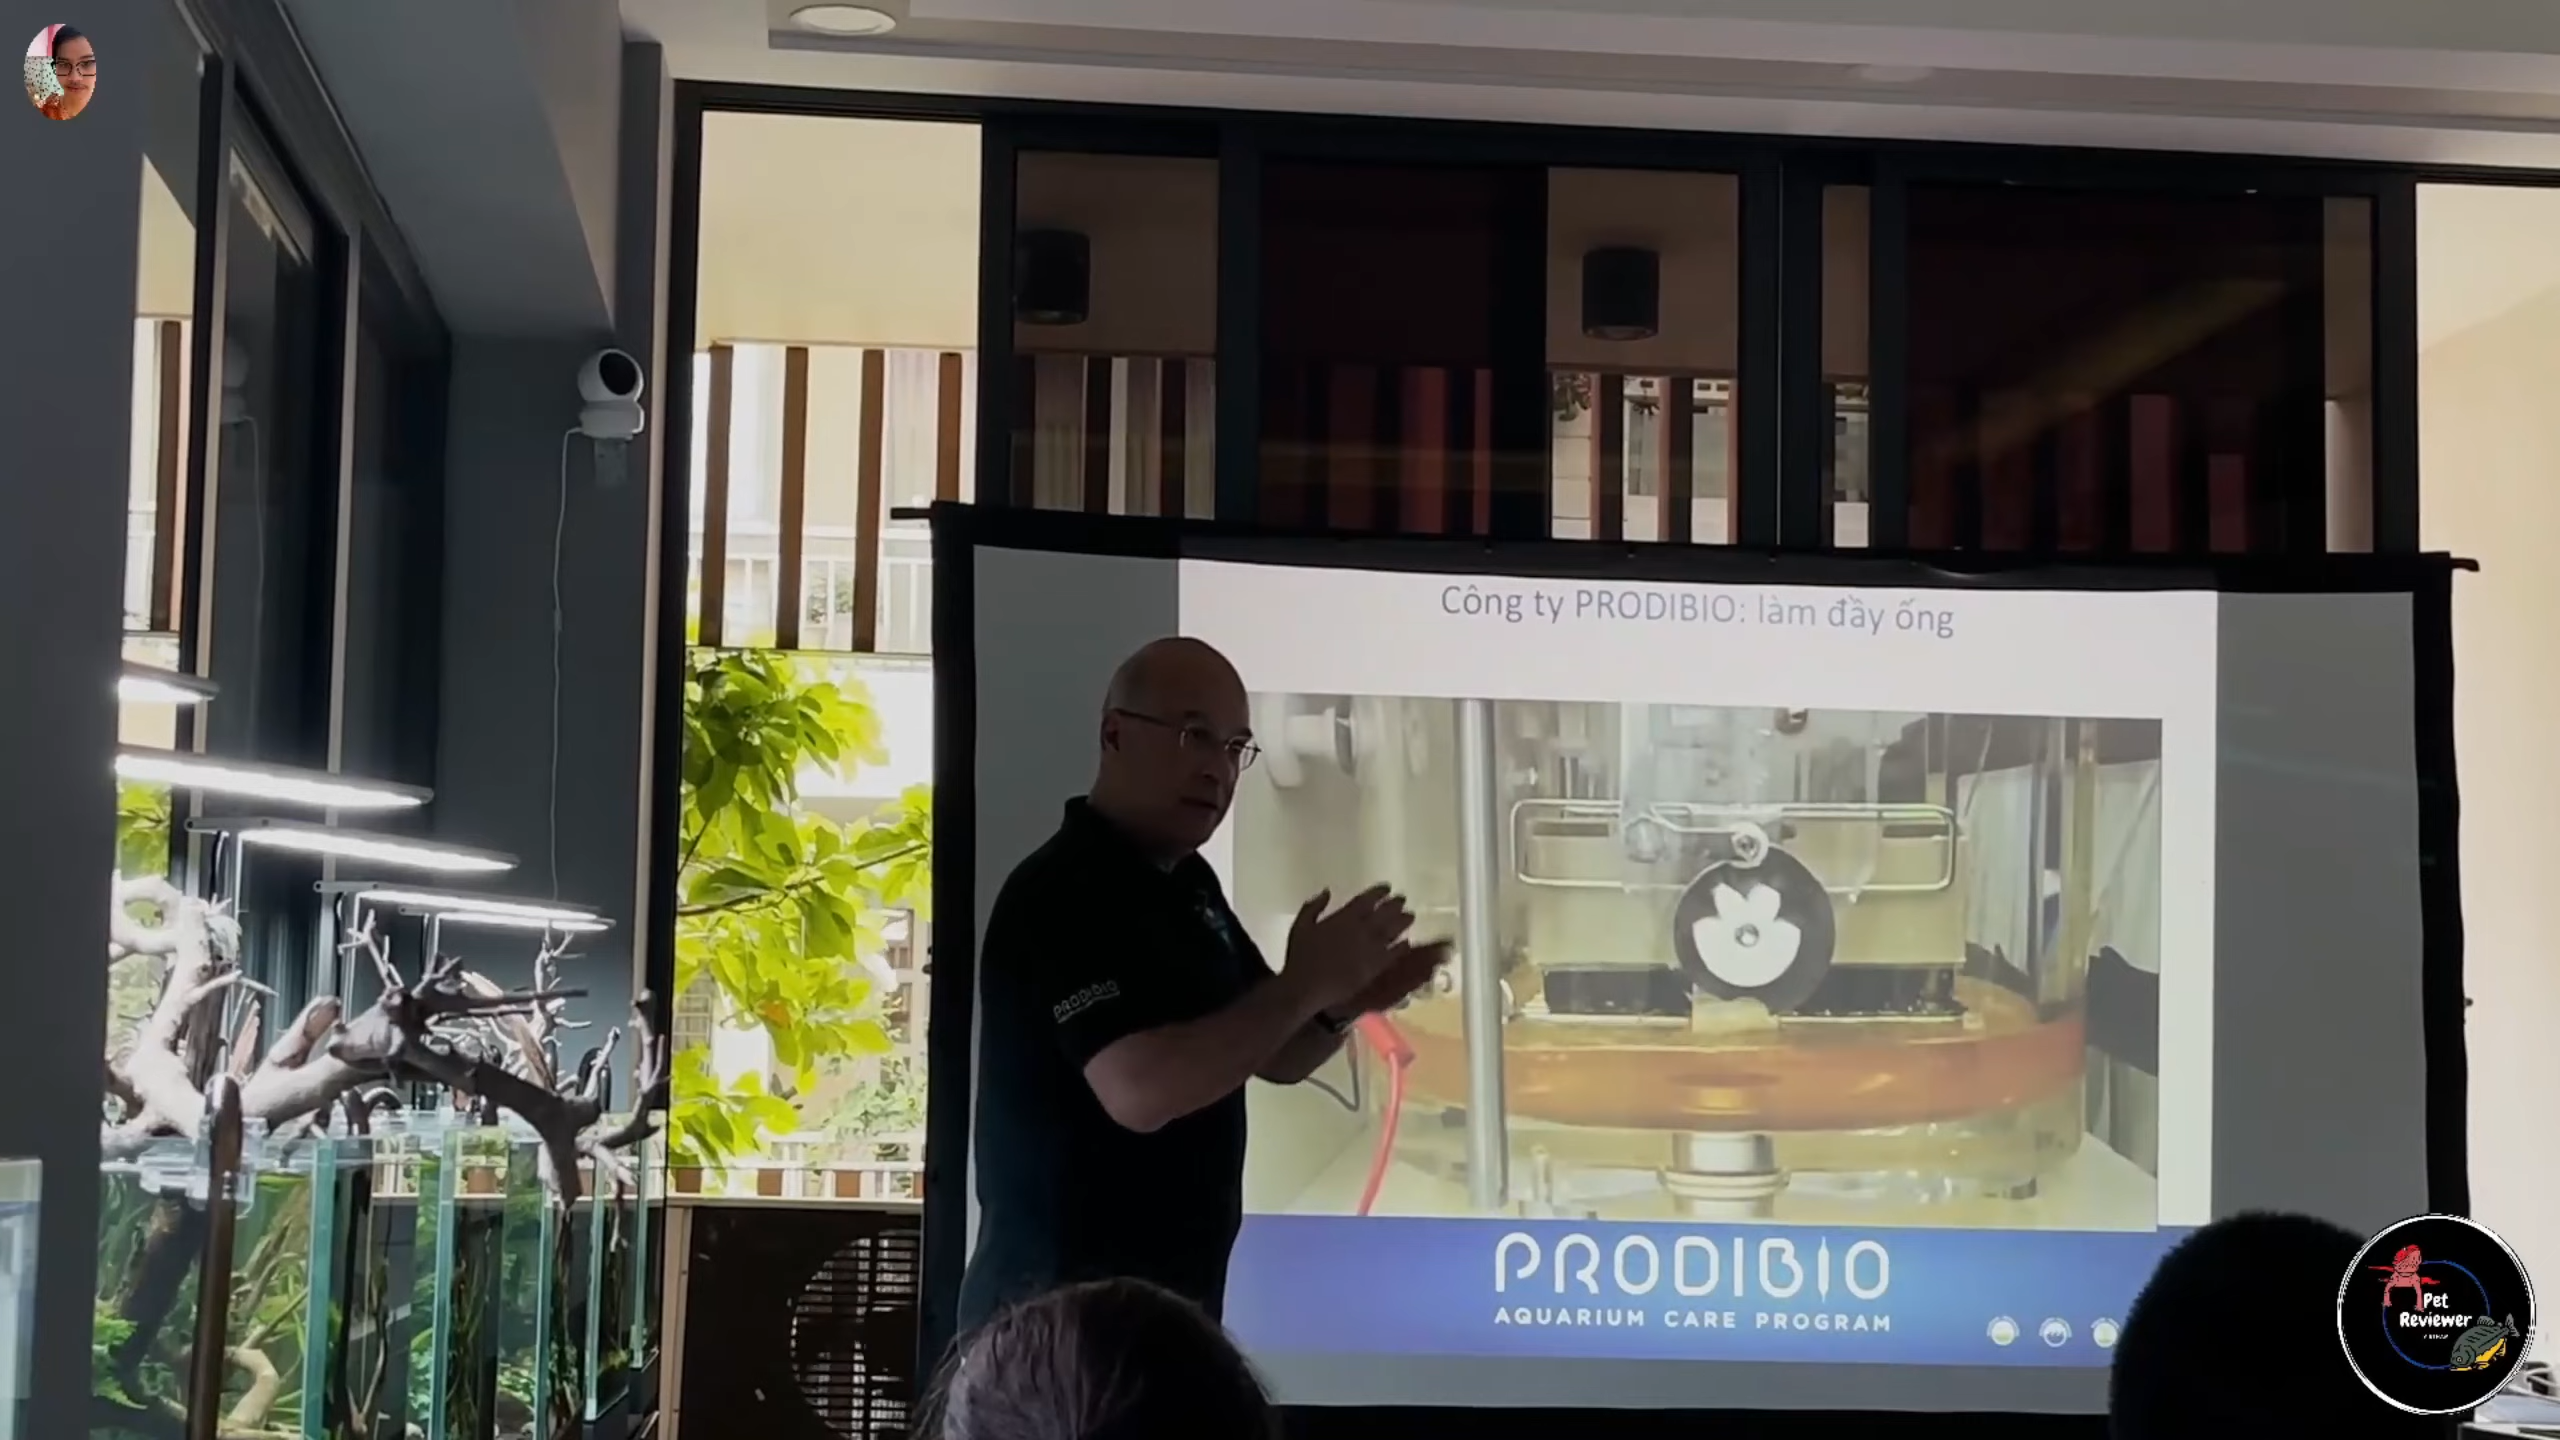 Công ty PRODIBIO: làm đầy ống
PRODIBIO
PRODIBIO
AQUARIUM CARE PROGRAM
Pet
Reviewer